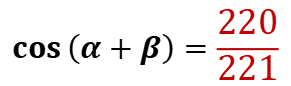 cos (α + β) = 220/221